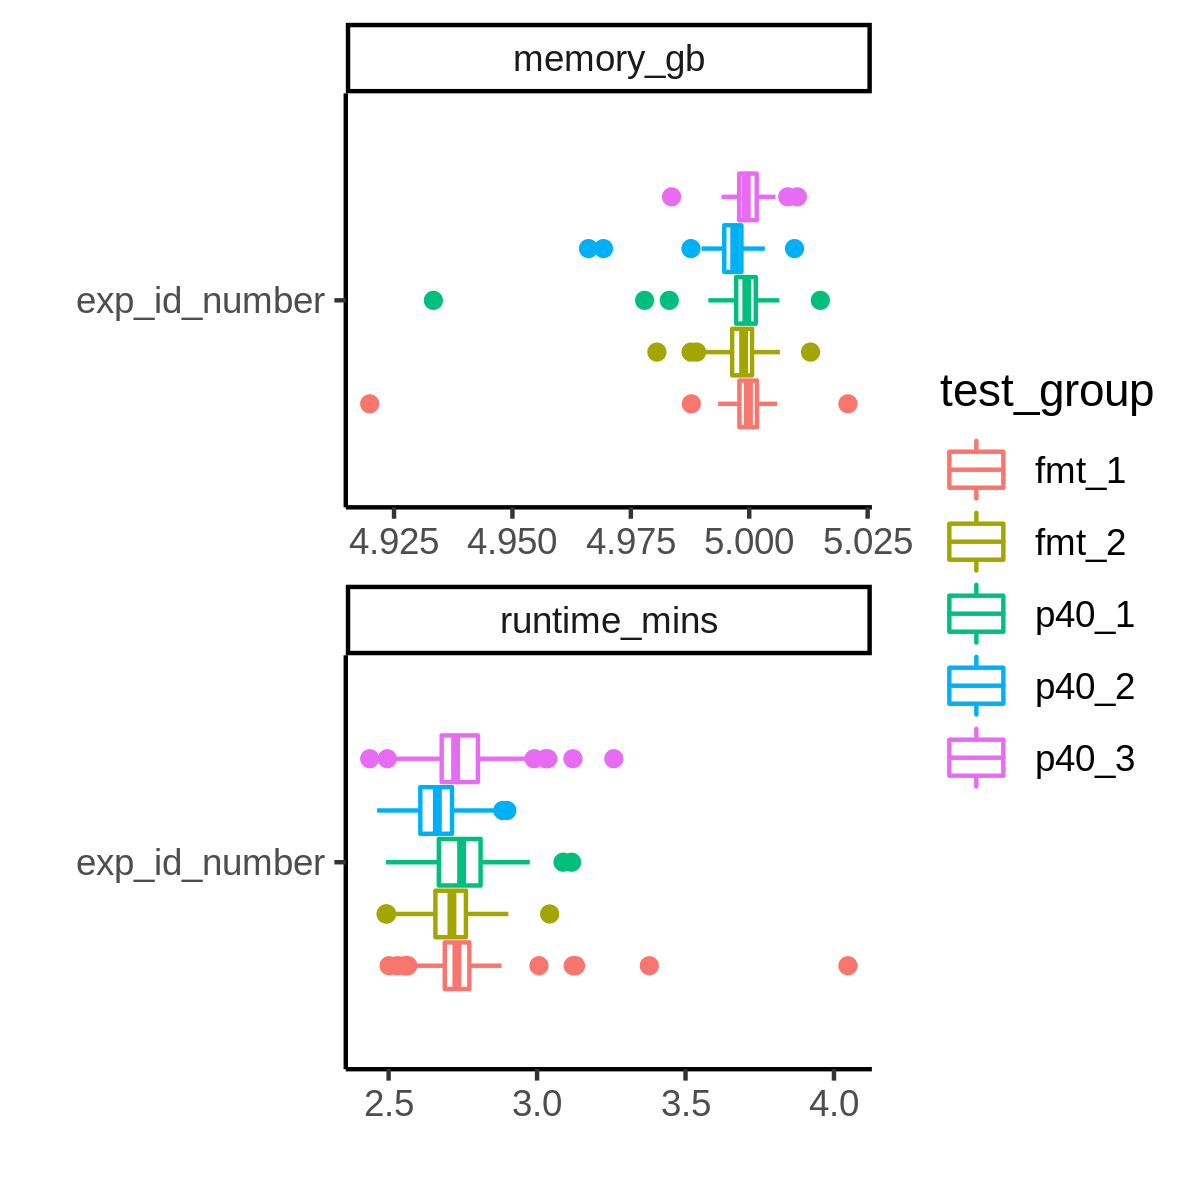 memory_gb
exp_id_number
4.925 4.950 4.975 5.000 5.025
runtime_mins
exp_id_number
2.5 3.0 3.5 4.0
test_group
fmt_1
fmt_2
p40_1
p40_2
p40_3